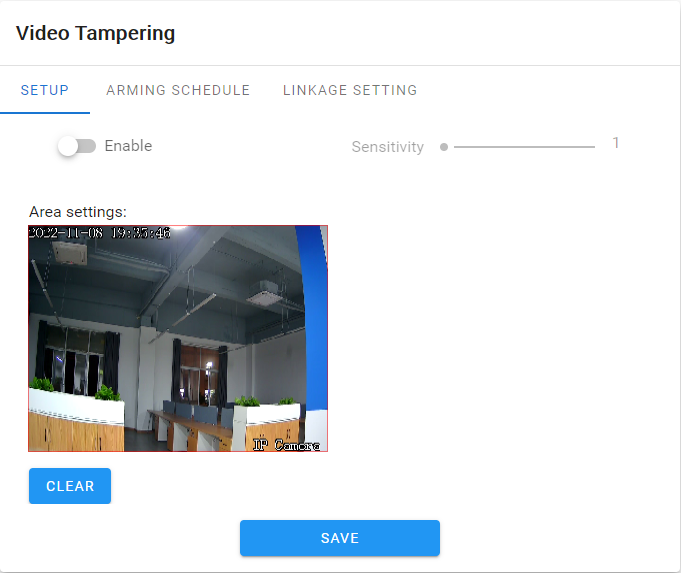 Video Tampering
SETUP ARMING SCHEDULE LINKAGE SETTING
Enable Sensitivity 1
Area settings:
2022-11-08 19:35:46
IP Camera
CLEAR
SAVE